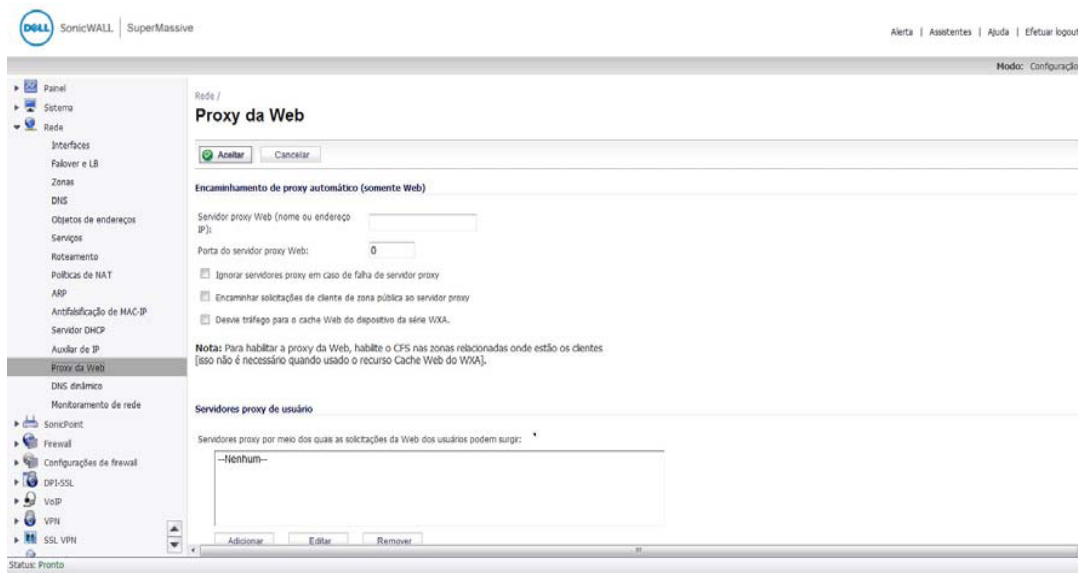 DELL SonicWALL | SuperMassive
Alerta | Assistentes | Ajuda | Efetuar logout
Modo: Configuração
Painel
Sistema
Rede
Interfaces
Failover e LB
Zonas
DNS
Objetos de endereços
Serviços
Roteamento
Políticas de NAT
ARP
Antifalsificação de MAC-IP
Servidor DHCP
Auxiliar de IP
Proxy da Web
DNS dinâmico
Monitoramento de rede
SonicPoint
Firewall
Configurações de firewall
DPI-SSL
VoIP
VPN
SSL VPN
Rede /
Proxy da Web
Aceitar Cancelar
Encaminhamento de proxy automático (somente Web)
Servidor proxy Web (nome ou endereço
IP):
Porta do servidor proxy Web: 0
Ignorar servidores proxy em caso de falha de servidor proxy
Encaminhar solicitações de cliente de zona pública ao servidor proxy
Desvie tráfego para o cache Web do dispositivo da série WXA.
Nota: Para habilitar a proxy da Web, habilite o CFS nas zonas relacionadas onde estão os clientes
[isso não é necessário quando usado o recurso Cache Web do WXA].
Servidores proxy de usuário
Servidores proxy por meio dos quais as solicitações da Web dos usuários podem surgir:
--Nenhum--
Adicionar Editar Remover
Status: Pronto